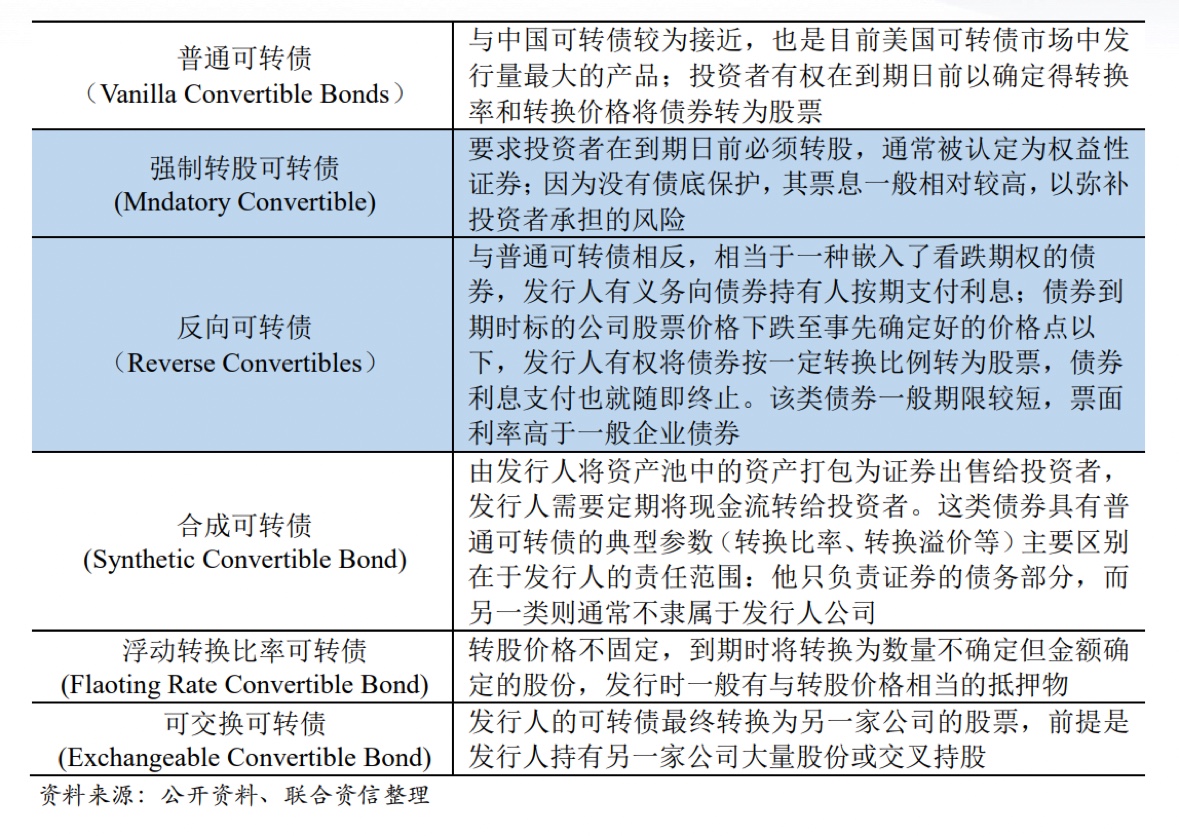 普通可转债
（Vanilla Convertible Bonds）
与中国可转债较为接近，也是目前美国可转债市场中发
行量最大的产品；投资者有权在到期日前以确定得转换
率和转换价格将债券转为股票
强制转股可转债
(Mndatory Convertible)
要求投资者在到期日前必须转股，通常被认定为权益性
证券；因为没有债底保护，其票息一般相对较高，以弥补
投资者承担的风险
反向可转债
（Reverse Convertibles）
与普通可转债相反，相当于一种嵌入了看跌期权的债
券，发行人有义务向债券持有人按期支付利息；债券到
期时标的公司股票价格下跌至事先确定好的价格点以
下，发行人有权将债券按一定转换比例转为股票，债券
利息支付也就随即终止。该类债券一般期限较短，票面
利率高于一般企业债券
合成可转债
(Synthetic Convertible Bond)
由发行人将资产池中的资产打包为证券出售给投资者，
发行人需要定期将现金流转给投资者。这类债券具有普
通可转债的典型参数（转换比率、转换溢价等）主要区别
在于发行人的责任范围：他只负责证券的债务部分，而
另一类则通常不隶属于发行人公司
浮动转换比率可转债
(Flaoting Rate Convertible Bond)
转股价格不固定，到期时将转换为数量不确定但金额确
定的股份，发行时一般有与转股价格相当的抵押物
可交换可转债
(Exchangeable Convertible Bond)
发行人的可转债最终转换为另一家公司的股票，前提是
发行人持有另一家公司大量股份或交叉持股
资料来源：公开资料、联合资信整理